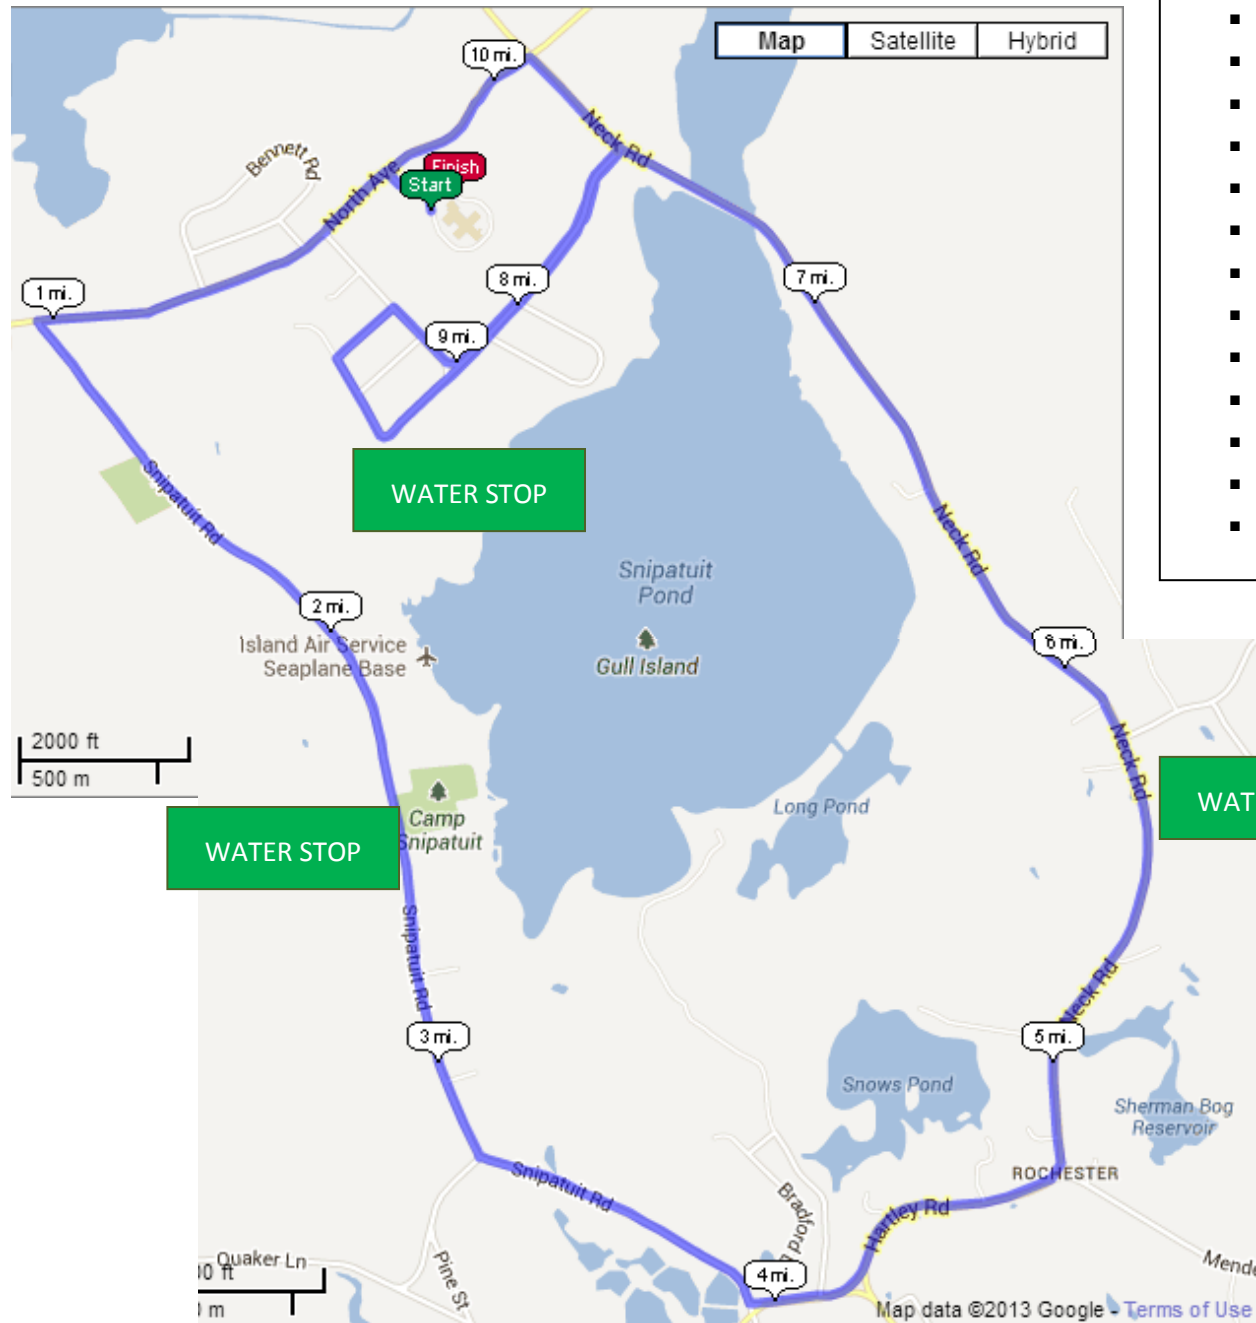 10 mi.
Map
Satellite
Hybrid
Neck Rd
Bennett Rd
North Ave
Finish
Start
8 mi.
7 mi.
1 mi.
9 mi.
Snipatuit Rd
WATER STOP
Neck Rd
Snipatuit
Pond
Gull Island
2 mi.
Island Air Service
Seaplane Base
6 mi.
2000 ft
500 m
Neck Rd
Long Pond
WAT
Camp
Snipatuit
WATER STOP
Snipatuit Rd
Neck Rd
3 mi.
5 mi.
Snows Pond
Sherman Bog
Reservoir
ROCHESTER
Snipatuit Rd
Bradford
Hartley Rd
Quaker Ln
Pine St
0 ft
m
4 mi.
Mende
Map data ©2013 Google - Terms of Use